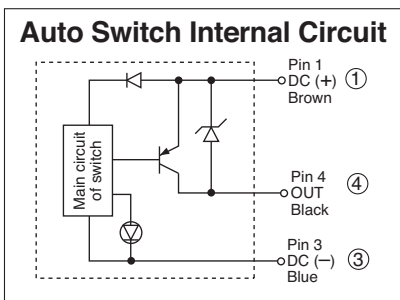 Auto Switch Internal Circuit
Pin 1
DC (+) ①
Brown
Main circuit
of switch
Pin 4
OUT ④
Black
Pin 3
DC (−) ③
Blue